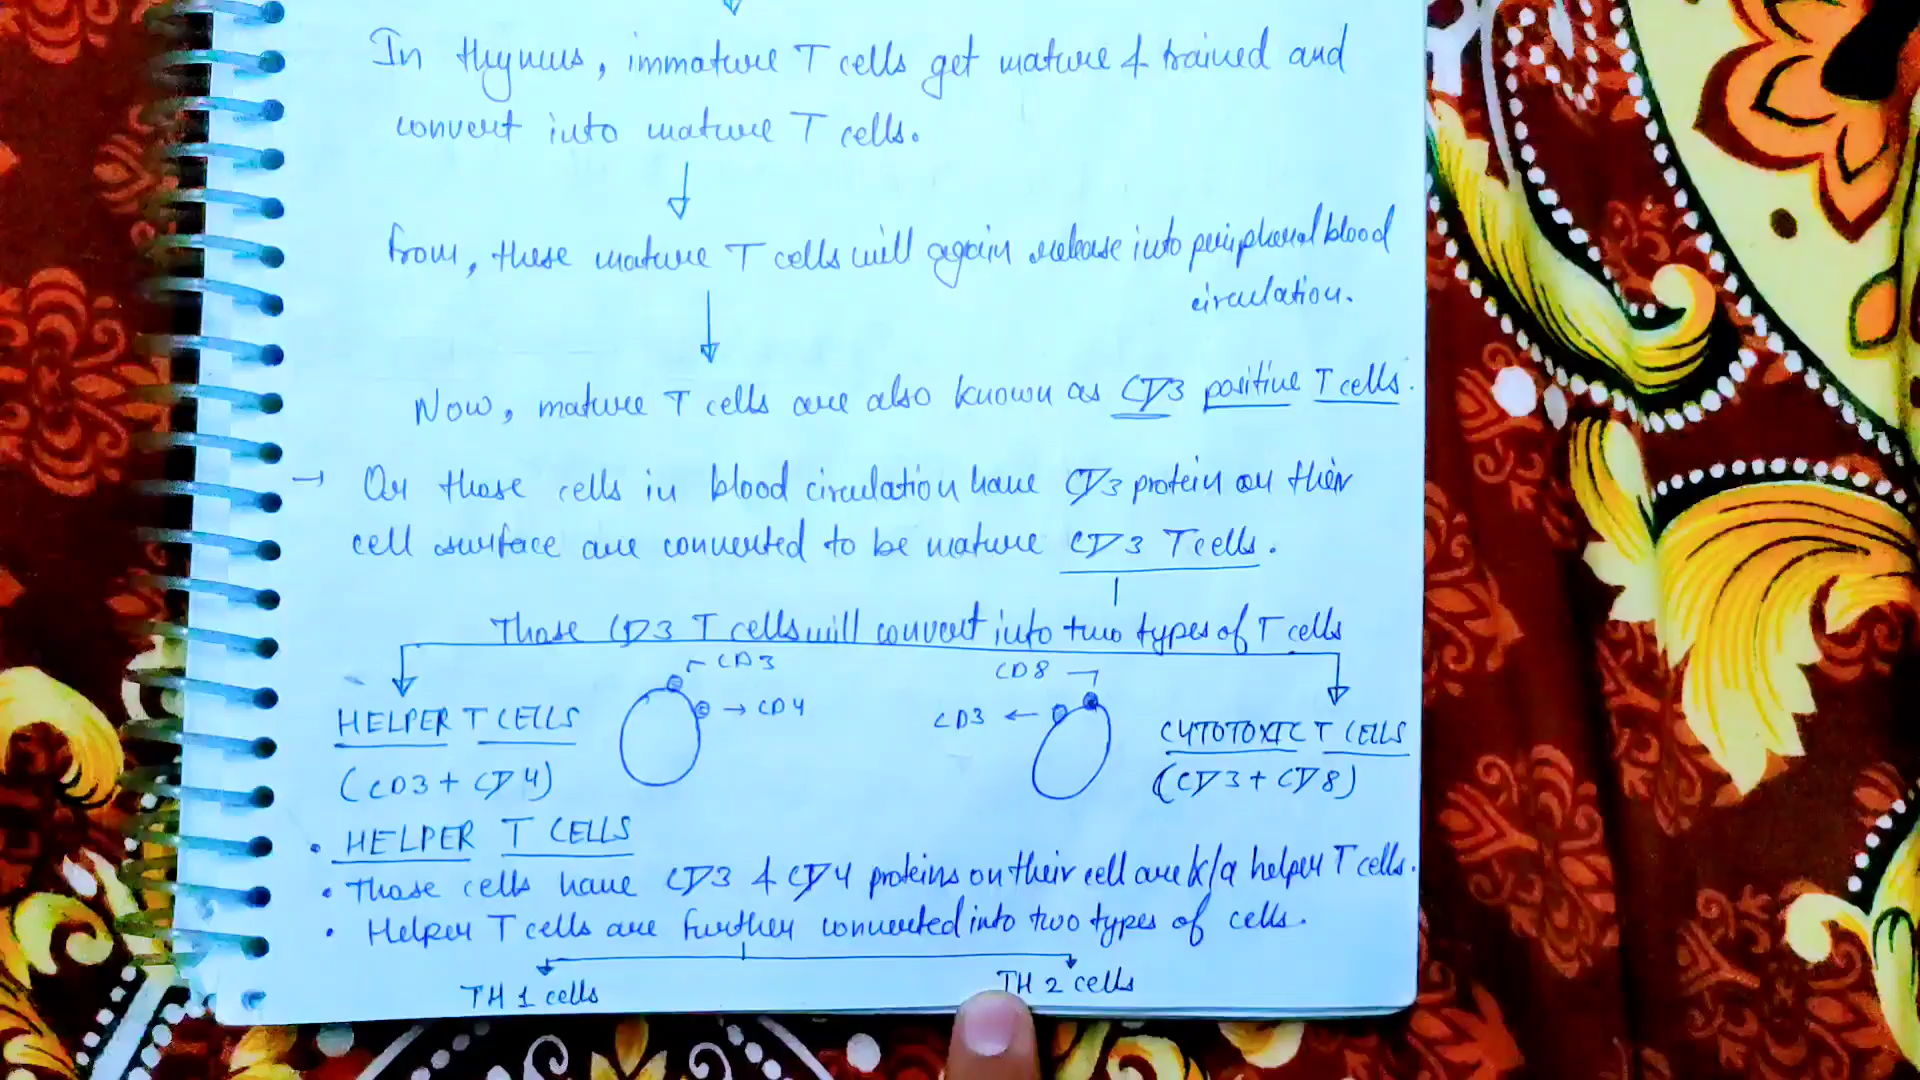 In thymus, immature T cells get mature & trained and
convert into mature T cells.
from, these mature T cells will again release into peripheral blood
circulation.
Now, mature T cells are also known as CD3 positive T cells.
→ Or those cells in blood circulation have CD3 protein on their
cell surface are converted to be mature CD3 T cells.
Those CD3 T cells will convert into two types of T cells
CD3
CD8
HELPER T CELLS
→ CD4
CD3 ←
CYTOTOXIC T CELLS
(CD3 + CD4)
(CD3 + CD8)
• HELPER T CELLS
• Those cells have CD3 & CD4 proteins on their cell are k/a helper T cells.
• Helper T cells are further converted into two types of cells.
TH 1 cells
TH 2 cells